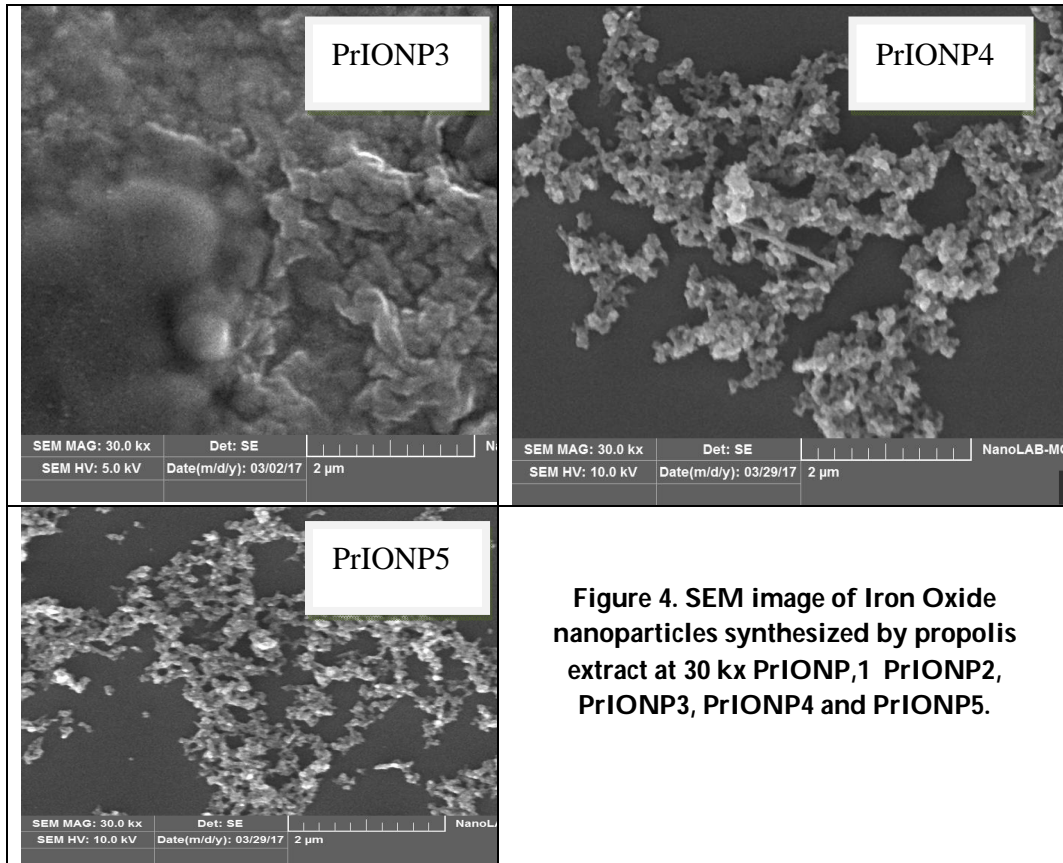 PrIONP3
SEM MAG: 30.0 kx Det: SE
SEM HV: 5.0 kV Date(m/d/y): 03/02/17 2 µm
PrIONP4
SEM MAG: 30.0 kx Det: SE NanoLAB-MC
SEM HV: 10.0 kV Date(m/d/y): 03/29/17 2 µm
PrIONP5
SEM MAG: 30.0 kx Det: SE NanoL
SEM HV: 10.0 kV Date(m/d/y): 03/29/17 2 µm
Figure 4. SEM image of Iron Oxide
nanoparticles synthesized by propolis
extract at 30 kx PrIONP,1 PrIONP2,
PrIONP3, PrIONP4 and PrIONP5.